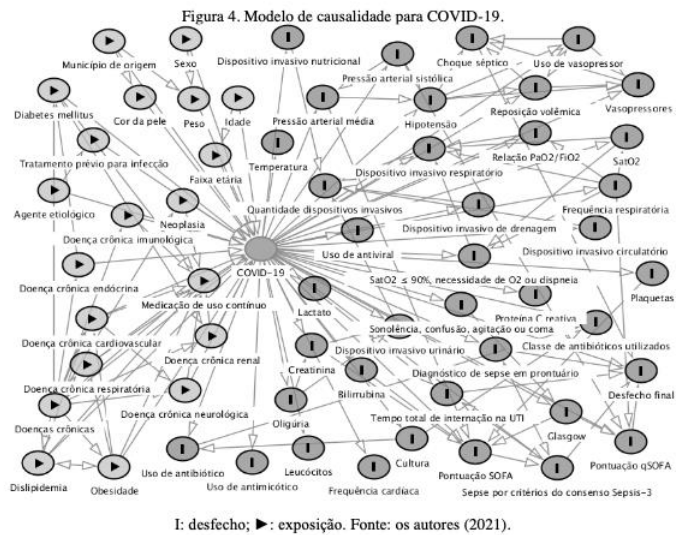 Figura 4. Modelo de causalidade para COVID-19.
Município de origem
Sexo
Dispositivo invasivo nutricional
Choque séptico
Uso de vasopressor
Pressão arterial sistólica
Diabetes mellitus
Cor da pele
Peso
Idade
Pressão arterial média
Hipotensão
Reposição volêmica
Vasopressores
Tratamento prévio para infecção
Faixa etária
Temperatura
Dispositivo invasivo respiratório
Relação PaO2/FiO2
SatO2
Agente etiológico
Neoplasia
Quantidade dispositivos invasivos
Frequência respiratória
Doença crônica imunológica
Dispositivo invasivo de drenagem
Uso de antiviral
Dispositivo invasivo circulatório
COVID-19
Doença crônica endócrina
SatO2 ≤ 90%, necessidade de O2 ou dispneia
Plaquetas
Medicação de uso contínuo
Lactato
Proteína C reativa
Sonolência, confusão, agitação ou coma
Doença crônica cardiovascular
Dispositivo invasivo urinário
Classe de antibióticos utilizados
Doença crônica renal
Creatinina
Diagnóstico de sepse em prontuário
Doença crônica respiratória
Bilirrubina
Desfecho final
Doenças crônicas
Doença crônica neurológica
Oligúria
Tempo total de internação na UTI
Glasgow
Dislipidemia
Obesidade
Uso de antibiótico
Uso de antimicótico
Leucócitos
Cultura
Pontuação SOFA
Pontuação qSOFA
Frequência cardíaca
Sepse por critérios do consenso Sepsis-3
I: desfecho; ►: exposição. Fonte: os autores (2021).